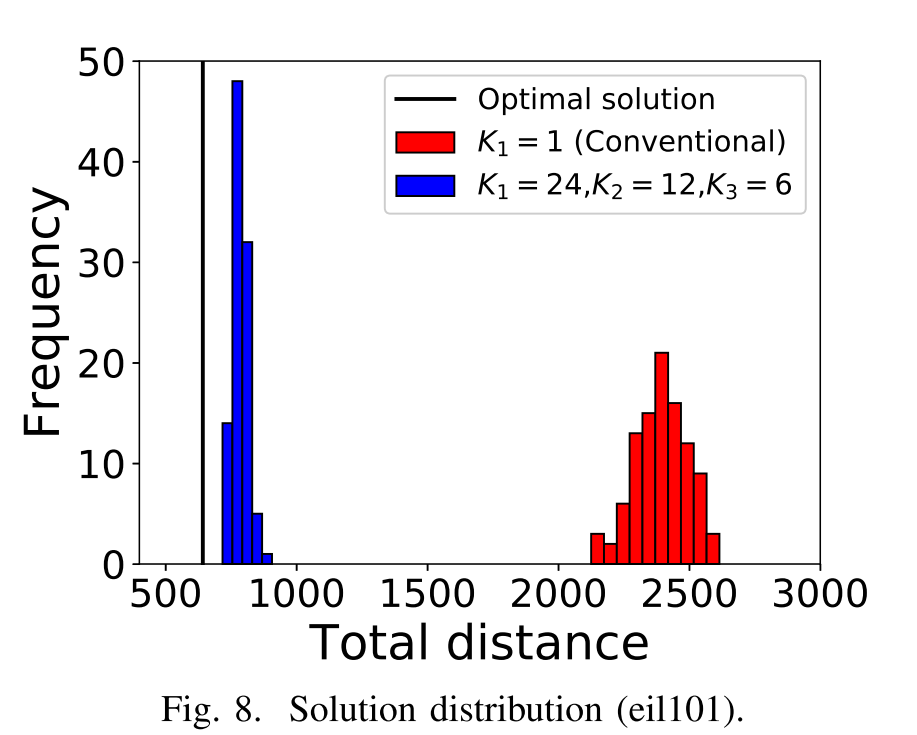 50
40
30
20
10
0
Frequency
Optimal solution
K₁ = 1 (Conventional)
K₁ = 24,K₂ = 12,K₃ = 6
500 1000 1500 2000 2500 3000
Total distance
Fig. 8. Solution distribution (eil101).